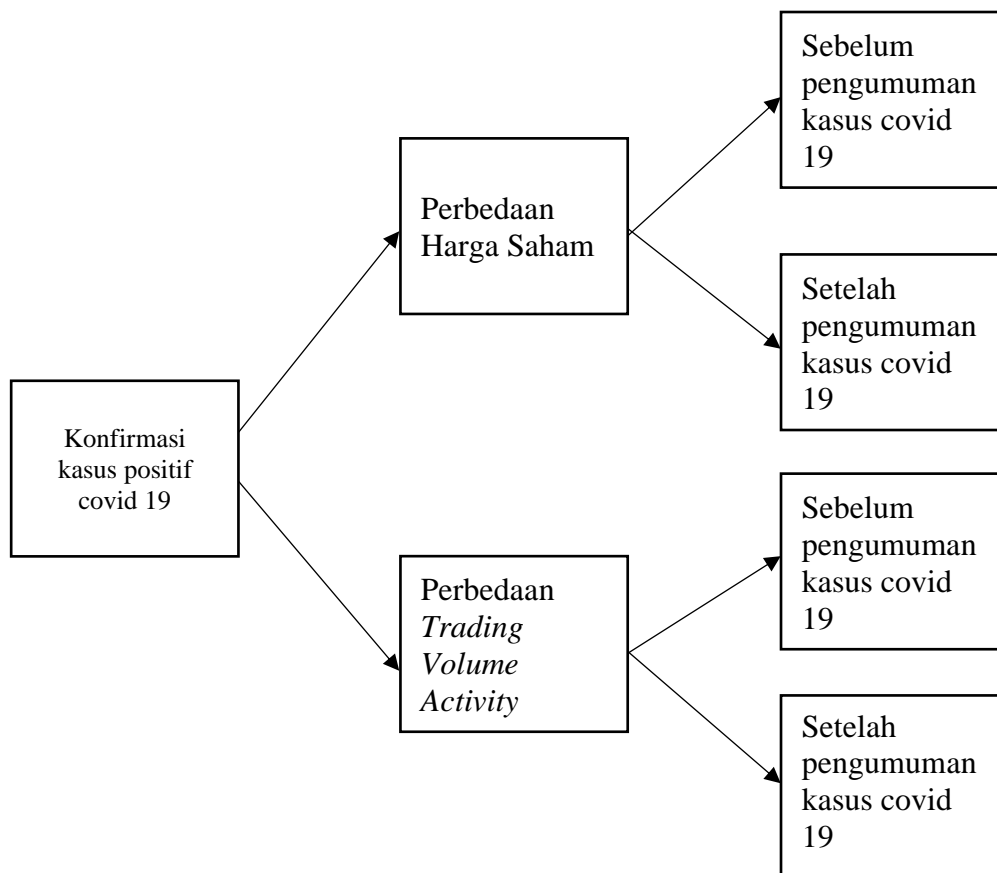 Sebelum
pengumuman
kasus covid
19
Perbedaan
Harga Saham
Setelah
pengumuman
kasus covid
19
Konfirmasi
kasus positif
covid 19
Sebelum
pengumuman
kasus covid
19
Perbedaan
Trading
Volume
Activity
Setelah
pengumuman
kasus covid
19